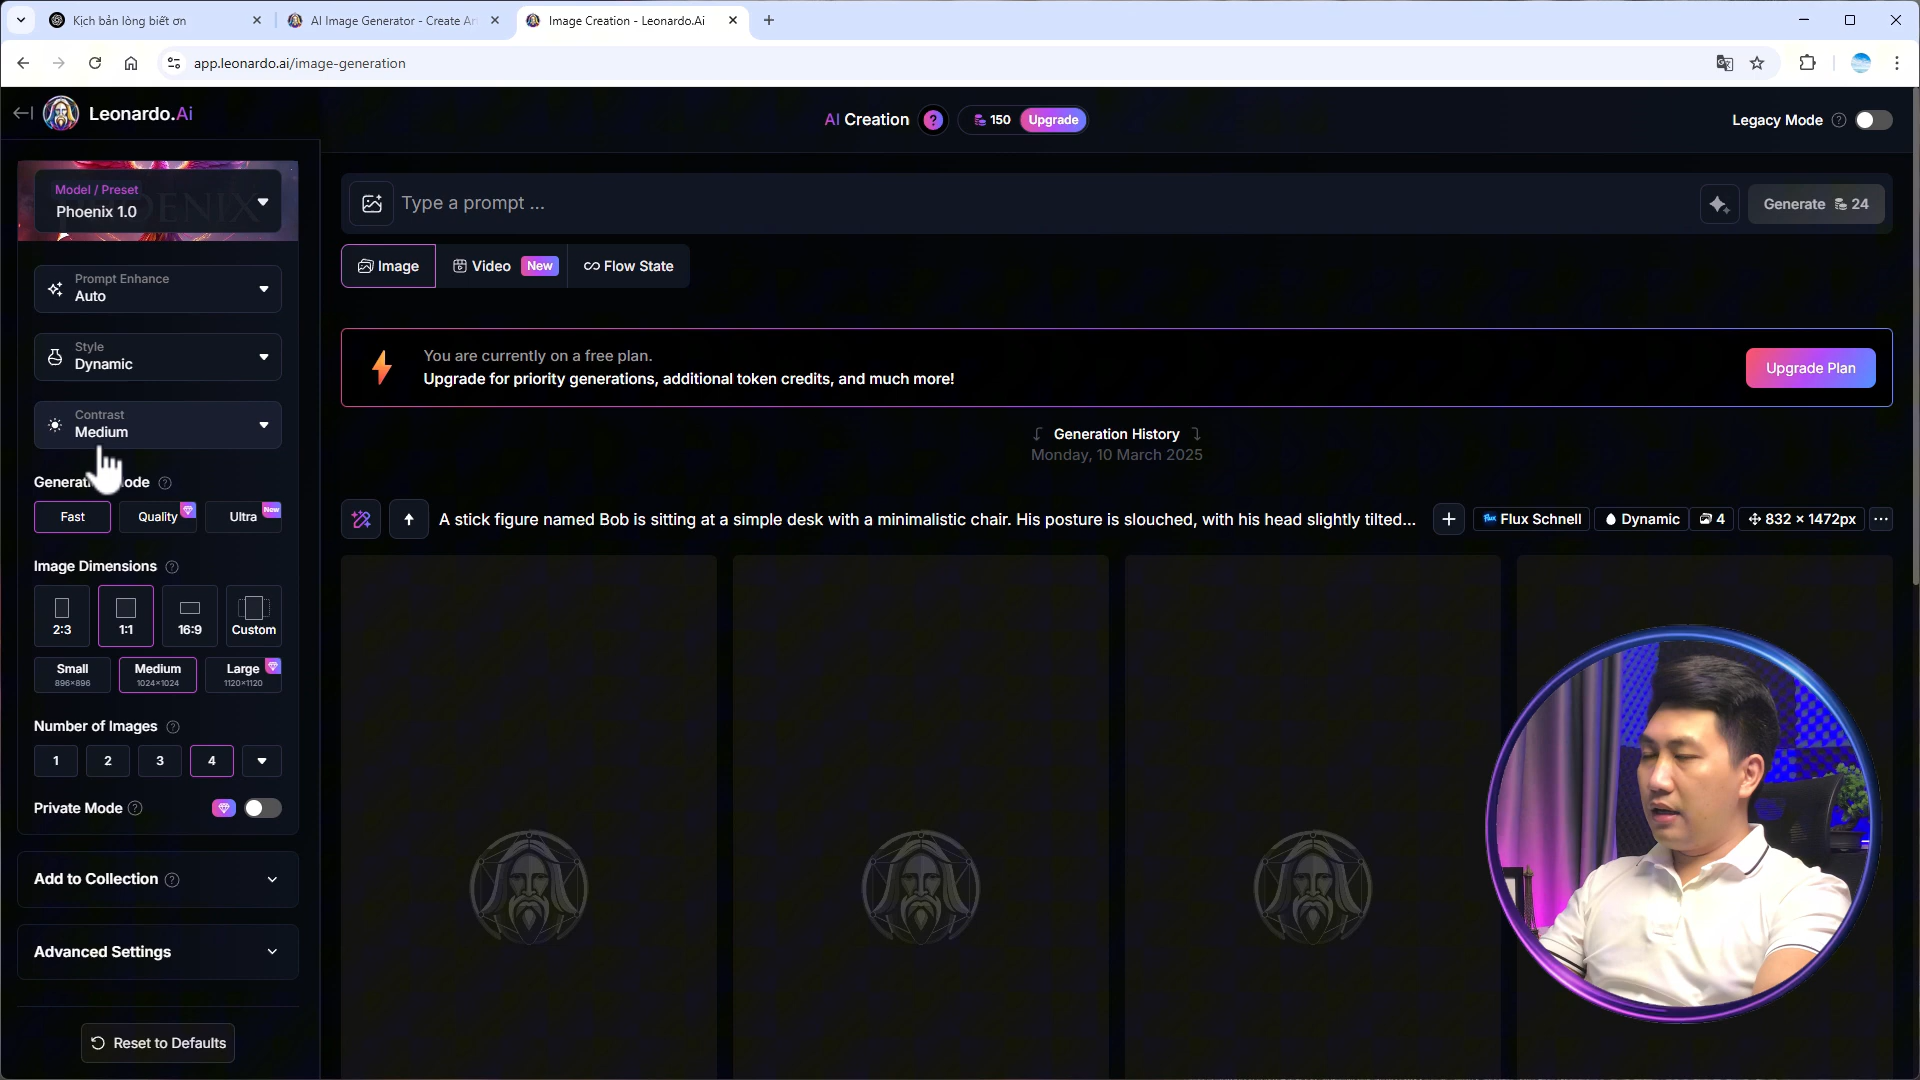 Kịch bản lòng biết ơn
AI Image Generator - Create Ar
Image Creation - Leonardo.Ai
app.leonardo.ai/image-generation
Leonardo.Ai
AI Creation ?
150 Upgrade
Legacy Mode ?
Model / Preset
Phoenix 1.0
Type a prompt ...
Generate 24
Image
Video New
Flow State
Prompt Enhance
Auto
Style
Dynamic
Contrast
Medium
You are currently on a free plan.
Upgrade for priority generations, additional token credits, and much more!
Upgrade Plan
Generation History
Monday, 10 March 2025
Fast
Quality
Ultra New
A stick figure named Bob is sitting at a simple desk with a minimalistic chair. His posture is slouched, with his head slightly tilted...
Flux Schnell
Dynamic
4
832 × 1472px
Image Dimensions ?
2:3
1:1
16:9
Custom
Small
896×896
Medium
1024×1024
Large
1120×1120
Number of Images ?
1
2
3
4
Private Mode ?
Add to Collection ?
Advanced Settings
Reset to Defaults